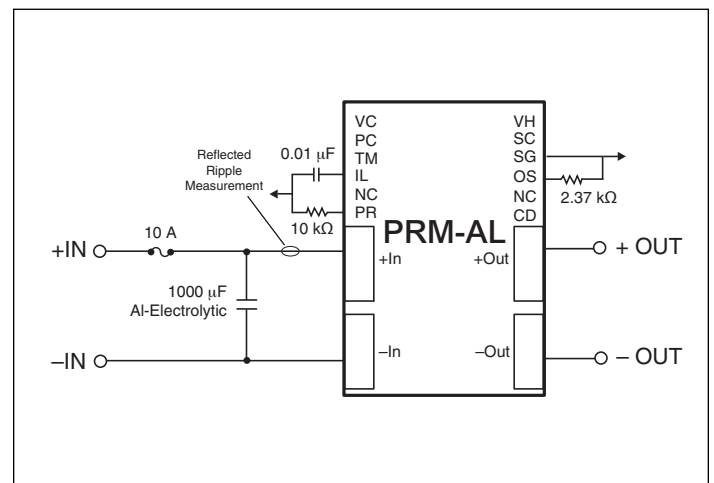 VC
PC
TM
IL
NC
PR
VH
SC
SG
OS
NC
CD
Reflected
Ripple
Measurement
0.01 µF
10 kΩ
2.37 kΩ
PRM-AL
10 A
+IN
+In
+Out
+ OUT
1000 µF
Al-Electrolytic
–IN
–In
–Out
– OUT